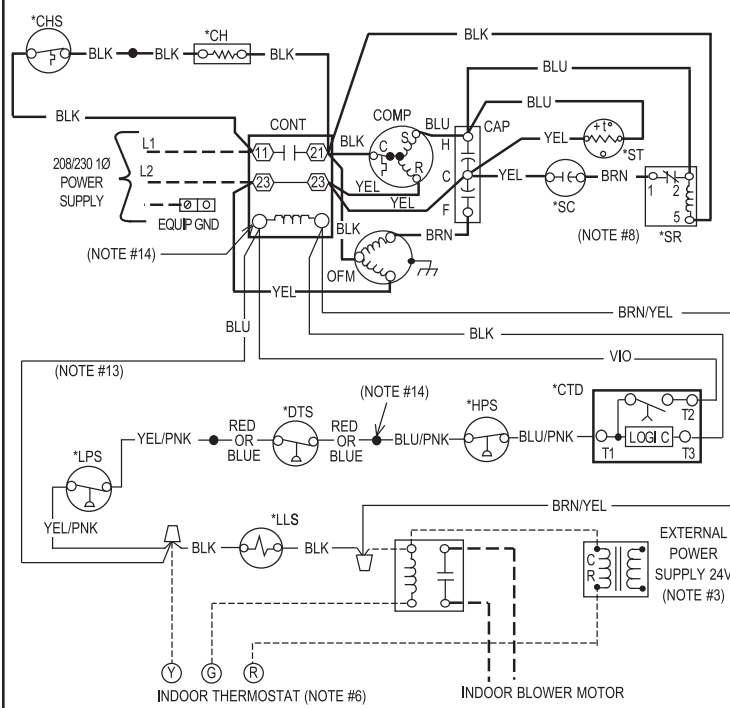 *CHS
BLK
BLK
*CH
BLK
BLK
BLU
BLU
BLK
CONT
COMP
BLU
H
CAP
L1
11
21
BLK
C
S
R
YEL
+ t°
*ST
208/230 1Ø
POWER
SUPPLY
L2
23
23
YEL
YEL
C
YEL
BRN
1
2
*SC
EQUIP GND
F
5
(NOTE #8)
*SR
(NOTE #14)
BLK
BRN
OFM
YEL
BLU
BRN/YEL
BLK
VIO
(NOTE #13)
(NOTE #14)
*CTD
*DTS
*HPS
T2
YEL/PNK
RED
OR
BLUE
RED
OR
BLUE
BLU/PNK
BLU/PNK
T1
LOGI C
T3
*LPS
YEL/PNK
*LLS
BRN/YEL
BLK
BLK
C
R
EXTERNAL
POWER
SUPPLY 24V
(NOTE #3)
Y
G
R
INDOOR THERMOSTAT (NOTE #6)
INDOOR BLOWER MOTOR